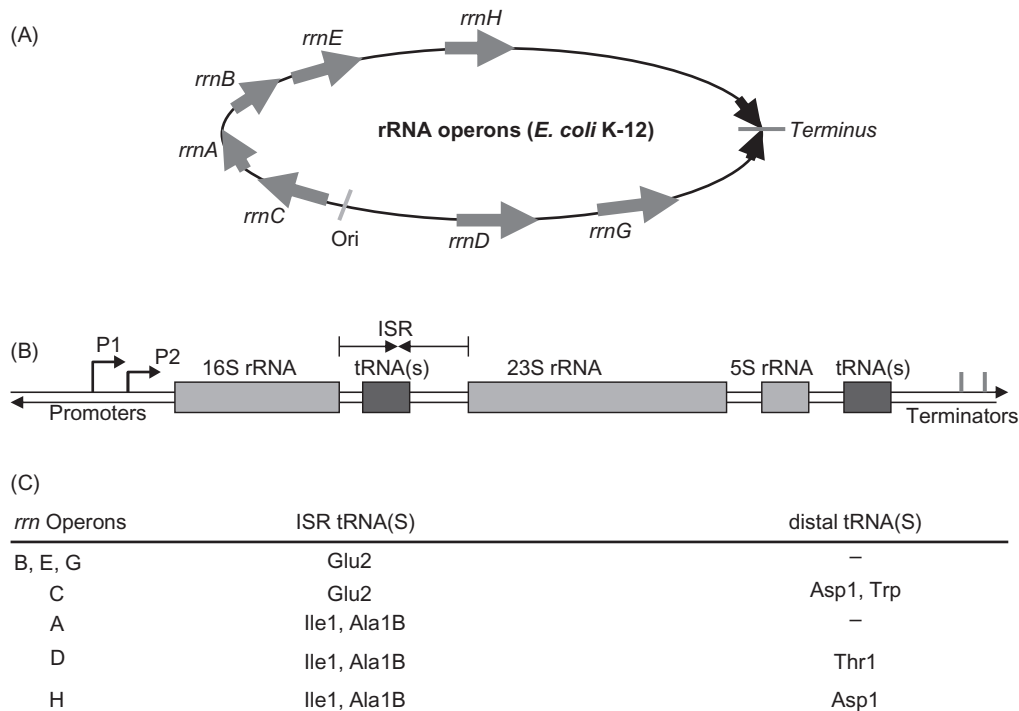 (A)
rrnH
rrnE
rrnB
rRNA operons (E. coli K-12)
Terminus
rrnA
rrnC
Ori
rrnD
rrnG
(B)
P1
P2
ISR
16S rRNA
tRNA(s)
23S rRNA
5S rRNA
tRNA(s)
Promoters
Terminators
(C)
rrn Operons ISR tRNA(S) distal tRNA(S)
B, E, G Glu2 –
C Glu2 Asp1, Trp
A Ile1, Ala1B –
D Ile1, Ala1B Thr1
H Ile1, Ala1B Asp1